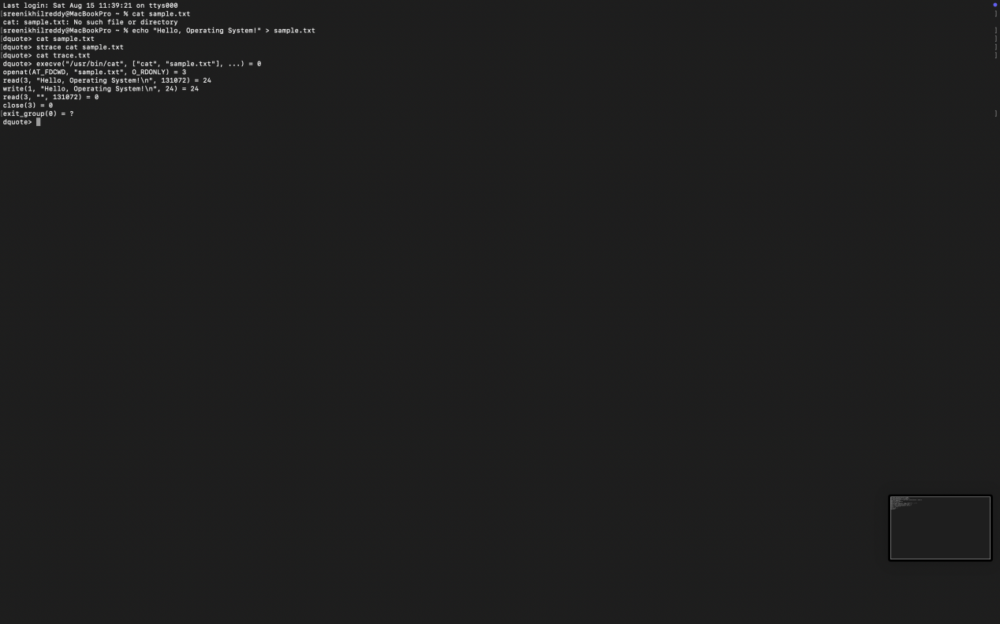 Last login: Sat Aug 15 11:39:21 on ttys000
[sreenikhilreddy@MacBookPro ~ % cat sample.txt ]
cat: sample.txt: No such file or directory
[sreenikhilreddy@MacBookPro ~ % echo "Hello, Operating System!" > sample.txt ]
[dquote> cat sample.txt ]
[dquote> strace cat sample.txt ]
[dquote> cat trace.txt ]
dquote> execve("/usr/bin/cat", ["cat", "sample.txt"], ...) = 0
openat(AT_FDCWD, "sample.txt", O_RDONLY) = 3
read(3, "Hello, Operating System!\n", 131072) = 24
write(1, "Hello, Operating System!\n", 24) = 24
read(3, "", 131072) = 0
close(3) = 0
[exit_group(0) = ? ]
dquote>